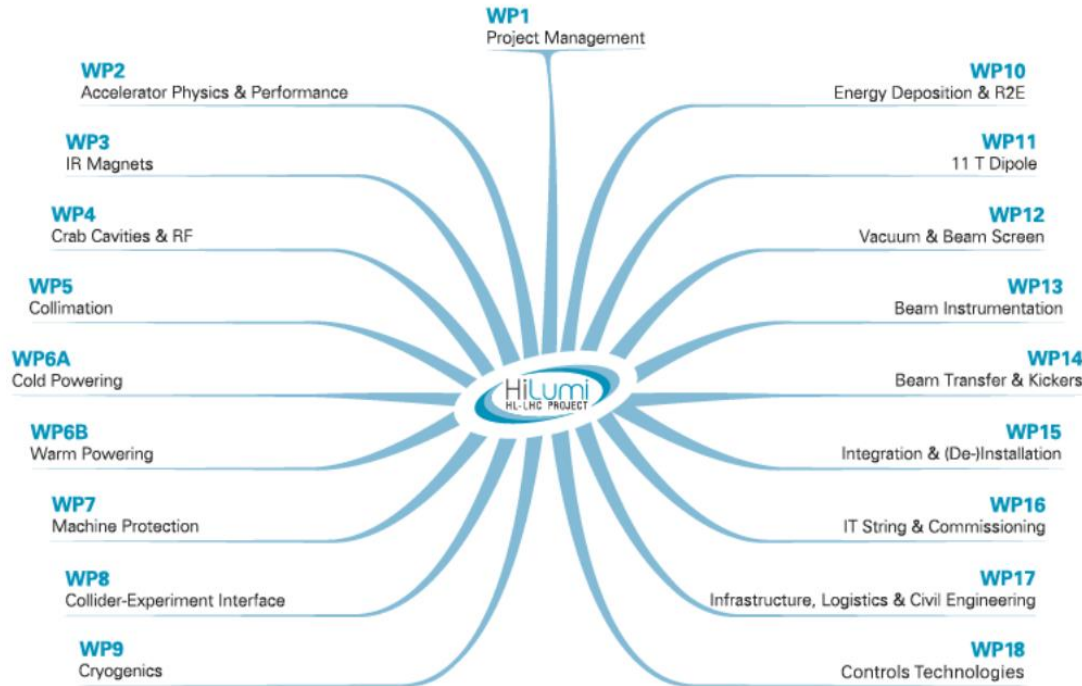 WP1
Project Management
WP2
Accelerator Physics & Performance
WP3
IR Magnets
WP4
Crab Cavities & RF
WP5
Collimation
WP6A
Cold Powering
WP6B
Warm Powering
WP7
Machine Protection
WP8
Collider-Experiment Interface
WP9
Cryogenics
HiLumi
HL-LHC PROJECT
WP10
Energy Deposition & R2E
WP11
11 T Dipole
WP12
Vacuum & Beam Screen
WP13
Beam Instrumentation
WP14
Beam Transfer & Kickers
WP15
Integration & (De-)Installation
WP16
IT String & Commissioning
WP17
Infrastructure, Logistics & Civil Engineering
WP18
Controls Technologies